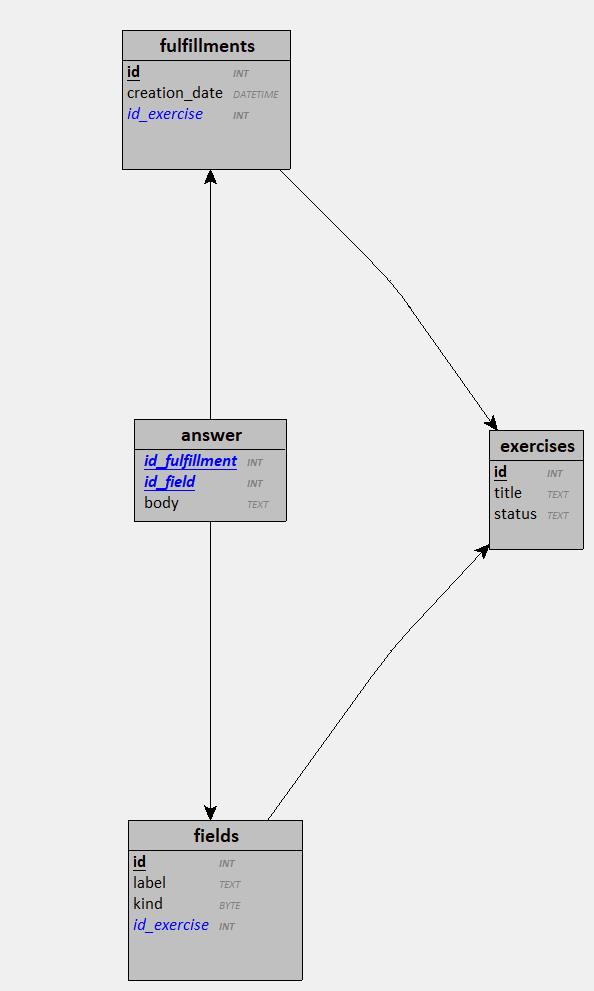 fulfillments
id INT
creation_date DATETIME
id_exercise INT
answer
id_fulfillment INT
id_field INT
body TEXT
exercises
id INT
title TEXT
status TEXT
fields
id INT
label TEXT
kind BYTE
id_exercise INT